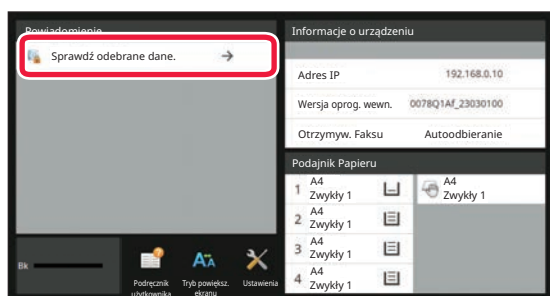 Powiadomienie
Sprawdź odebrane dane.
Informacje o urządzeniu
Adres IP 192.168.0.10
Wersja oprog. wewn. 0078Q1Af_23030100
Otrzymyw. Faksu Autoodbieranie
Podajnik Papieru
1 A4
Zwykły 1
A4
Zwykły 1
2 A4
Zwykły 1
3 A4
Zwykły 1
4 A4
Zwykły 1
Bk
Podręcznik
użytkownika
Tryb powiększ.
ekranu
Ustawienia